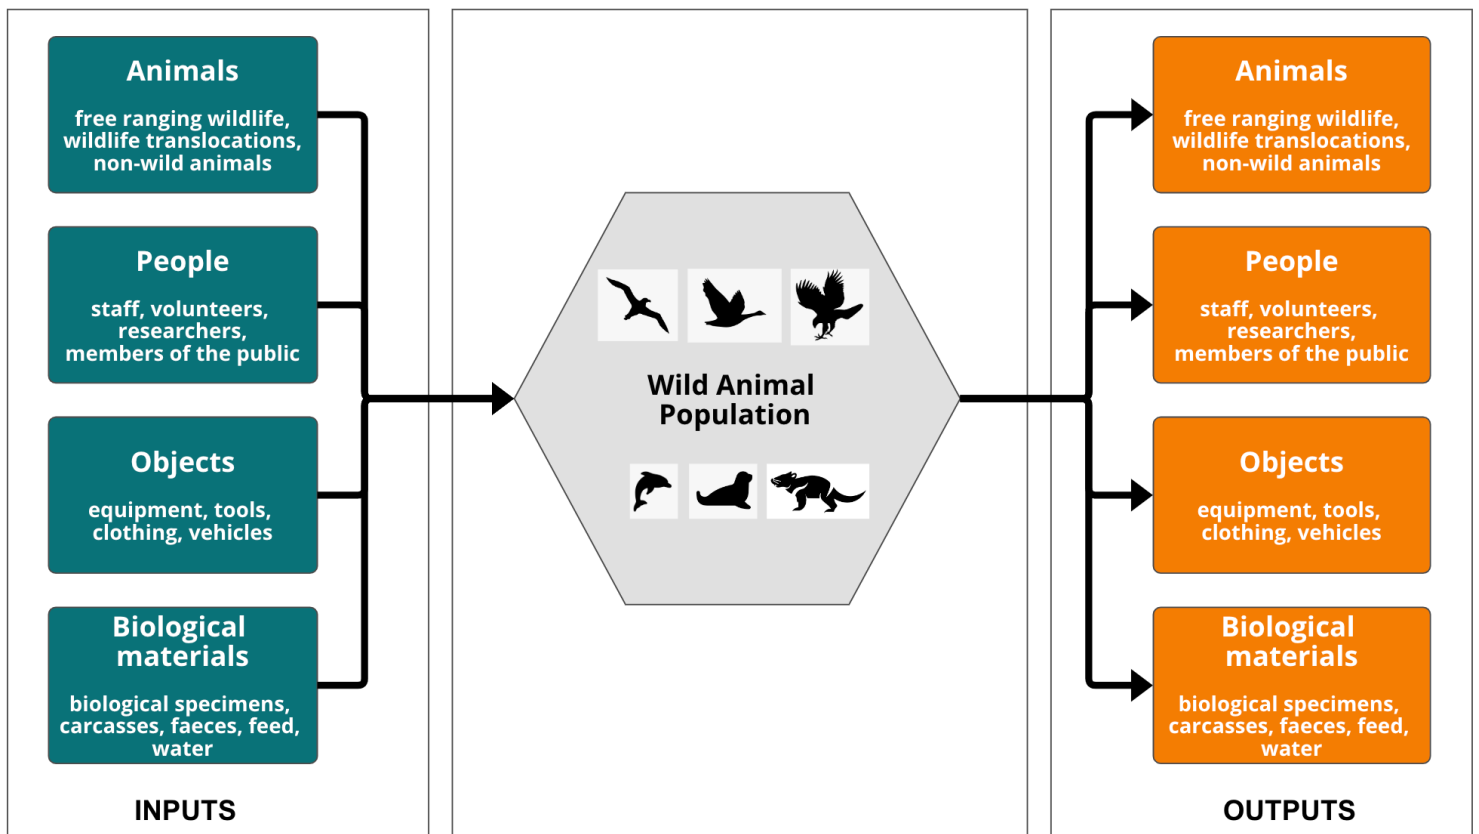 Animals
free ranging wildlife,
wildlife translocations,
non-wild animals
People
staff, volunteers,
researchers,
members of the public
Objects
equipment, tools,
clothing, vehicles
Biological
materials
biological specimens,
carcasses, faeces, feed,
water
INPUTS
Wild Animal
Population
Animals
free ranging wildlife,
wildlife translocations,
non-wild animals
People
staff, volunteers,
researchers,
members of the public
Objects
equipment, tools,
clothing, vehicles
Biological
materials
biological specimens,
carcasses, faeces, feed,
water
OUTPUTS